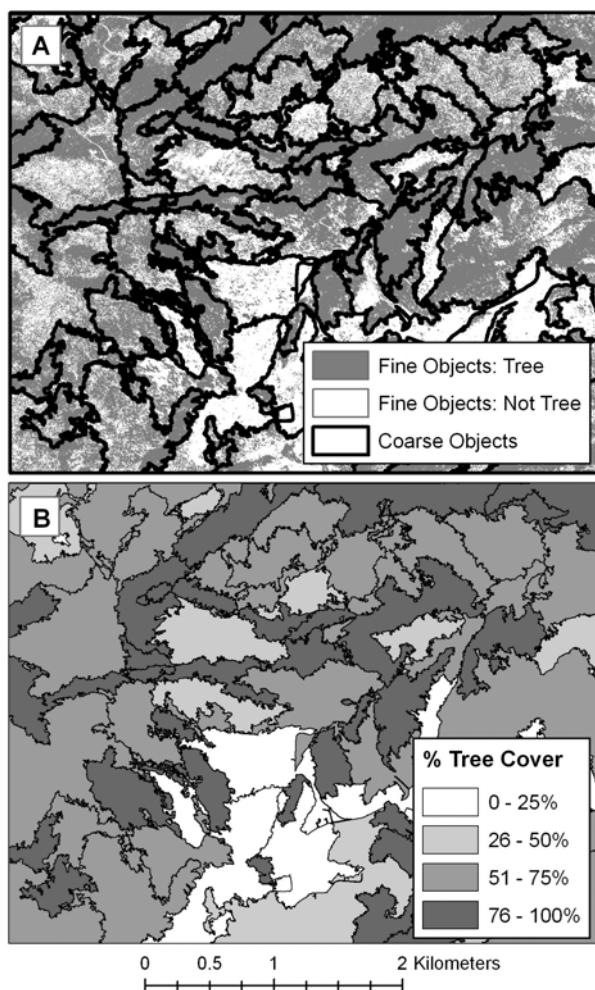 A
Fine Objects: Tree
Fine Objects: Not Tree
Coarse Objects
B
% Tree Cover
0 - 25%
26 - 50%
51 - 75%
76 - 100%
0 0.5 1 2 Kilometers